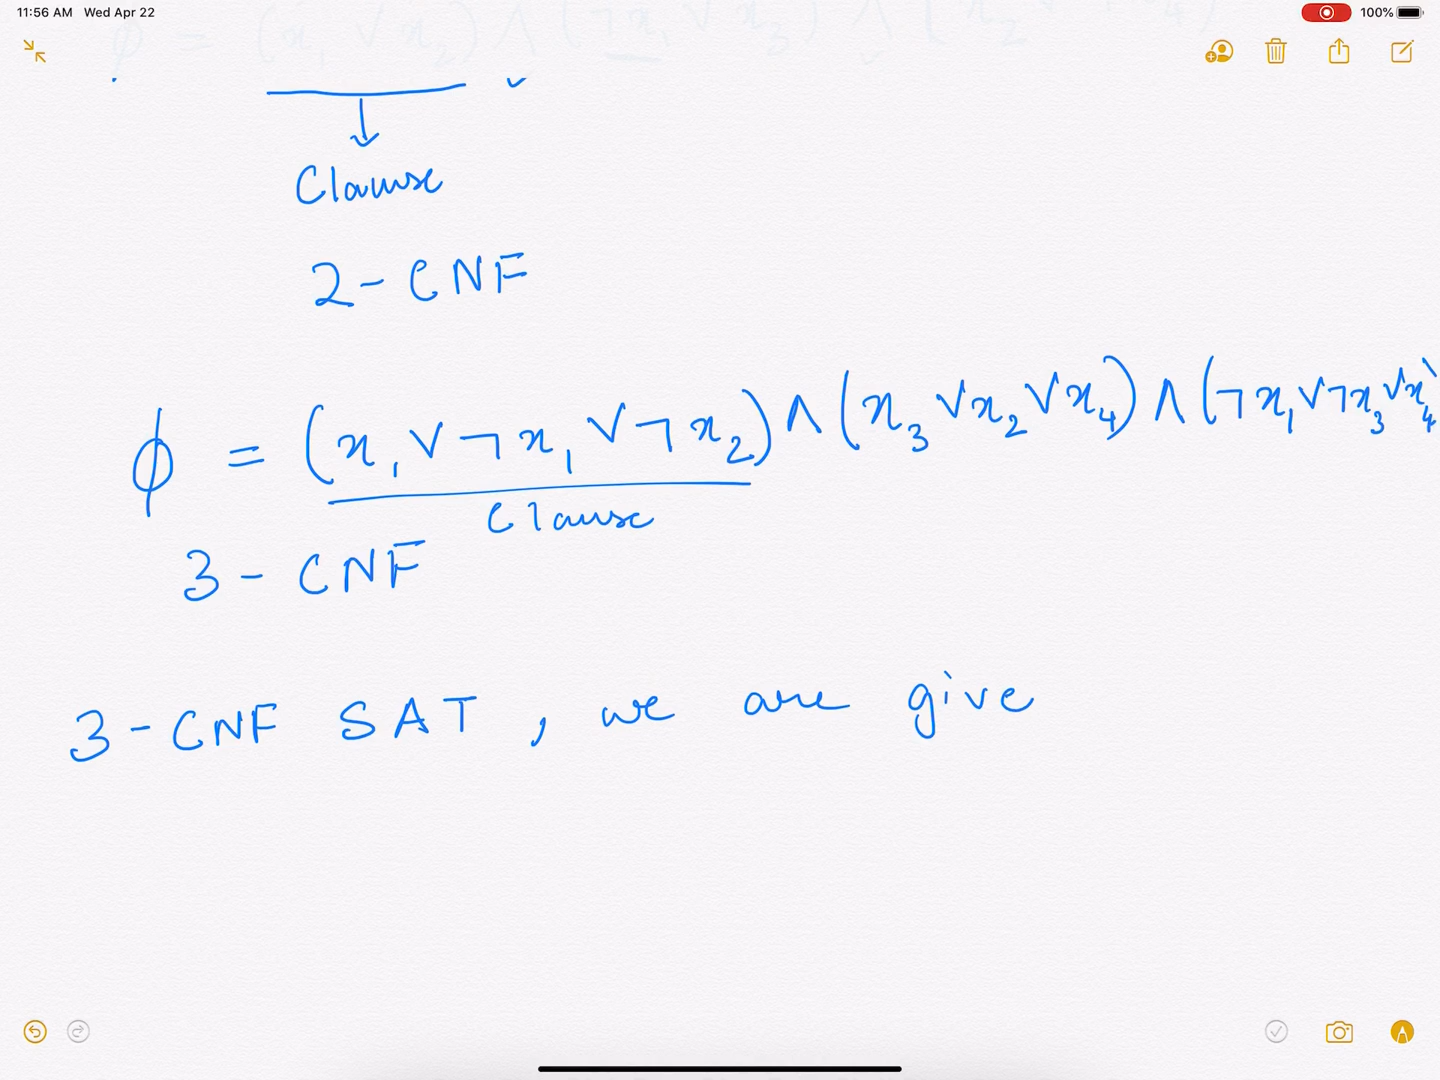 11:56 AM Wed Apr 22
100%
Clause
2-CNF
ϕ = (x₁ ∨ ¬x₁ ∨ ¬x₂) ∧ (x₃ ∨ x₂ ∨ x₄) ∧ (¬x₁ ∨ ¬x₃ ∨ x₄)
Clause
3-CNF
3-CNF SAT, we are give